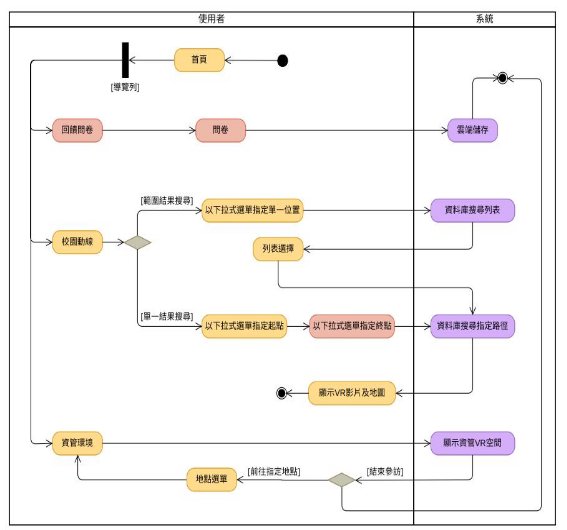 使用者
系統
首頁
[導覽列]
回饋問卷
問卷
雲端儲存
[範圍結果搜尋]
以下拉式選單指定單一位置
資料庫搜尋列表
校園動線
列表選擇
[單一結果搜尋]
以下拉式選單指定起點
以下拉式選單指定終點
資料庫搜尋指定路徑
顯示VR影片及地圖
資管環境
顯示資管VR空間
地點選單
[前往指定地點]
[結束參訪]